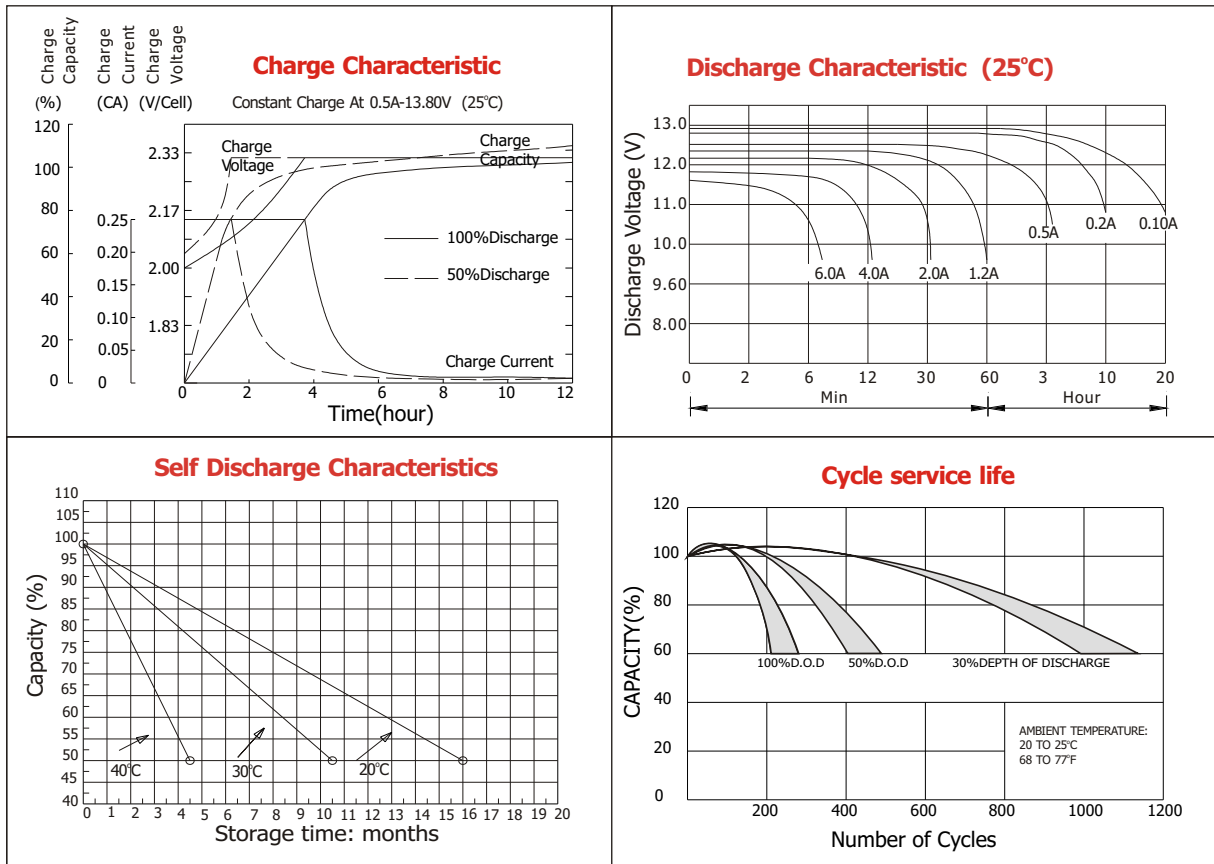 Charge Capacity
Charge Current
Charge Voltage
(%)
(CA)
(V/Cell)
Charge Characteristic
Constant Charge At 0.5A-13.80V (25°C)
120
100
80
60
40
20
0
0.25
0.20
0.15
0.10
0.05
0
2.33
2.17
2.00
1.83
Charge Voltage
Charge Capacity
100%Discharge
50%Discharge
Charge Current
0 2 4 6 8 10 12
Time(hour)
Discharge Characteristic (25°C)
Discharge Voltage (V)
13.0
12.0
11.0
10.0
9.60
8.00
6.0A 4.0A 2.0A 1.2A 0.5A 0.2A 0.10A
0 2 6 12 30 60 3 10 20
Min Hour
Self Discharge Characteristics
Capacity (%)
110
105
100
95
90
85
80
75
70
65
60
55
50
45
40
40°C 30°C 20°C
0 1 2 3 4 5 6 7 8 9 10 11 12 13 14 15 16 17 18 19 20
Storage time: months
Cycle service life
CAPACITY(%)
120
100
80
60
40
20
0
100%D.O.D 50%D.O.D 30%DEPTH OF DISCHARGE
AMBIENT TEMPERATURE:
20 TO 25°C
68 TO 77°F
200 400 600 800 1000 1200
Number of Cycles